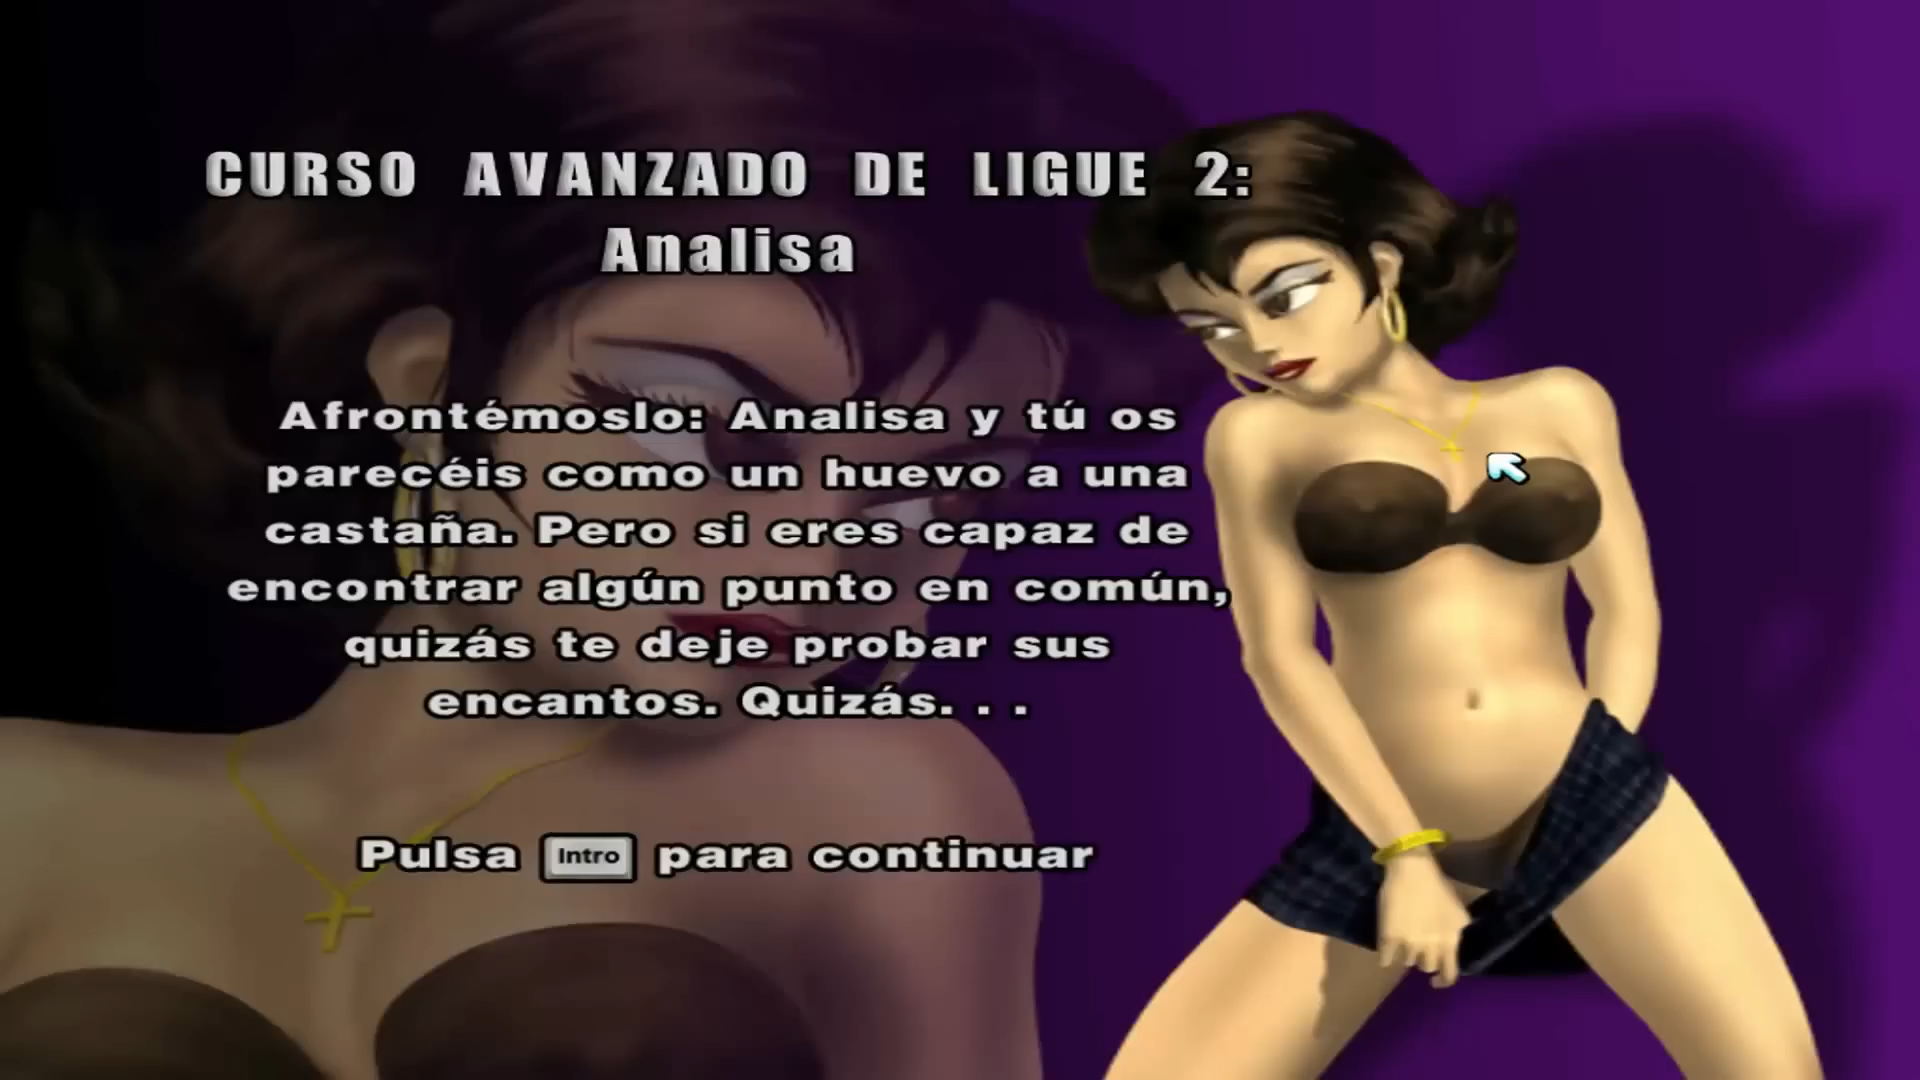 CURSO AVANZADO DE LIGUE 2:
Analisa
Afrontémoslo: Analisa y tú os
parecéis como un huevo a una
castaña. Pero si eres capaz de
encontrar algún punto en común,
quizás te deje probar sus
encantos. Quizás. . .
Pulsa Intro para continuar